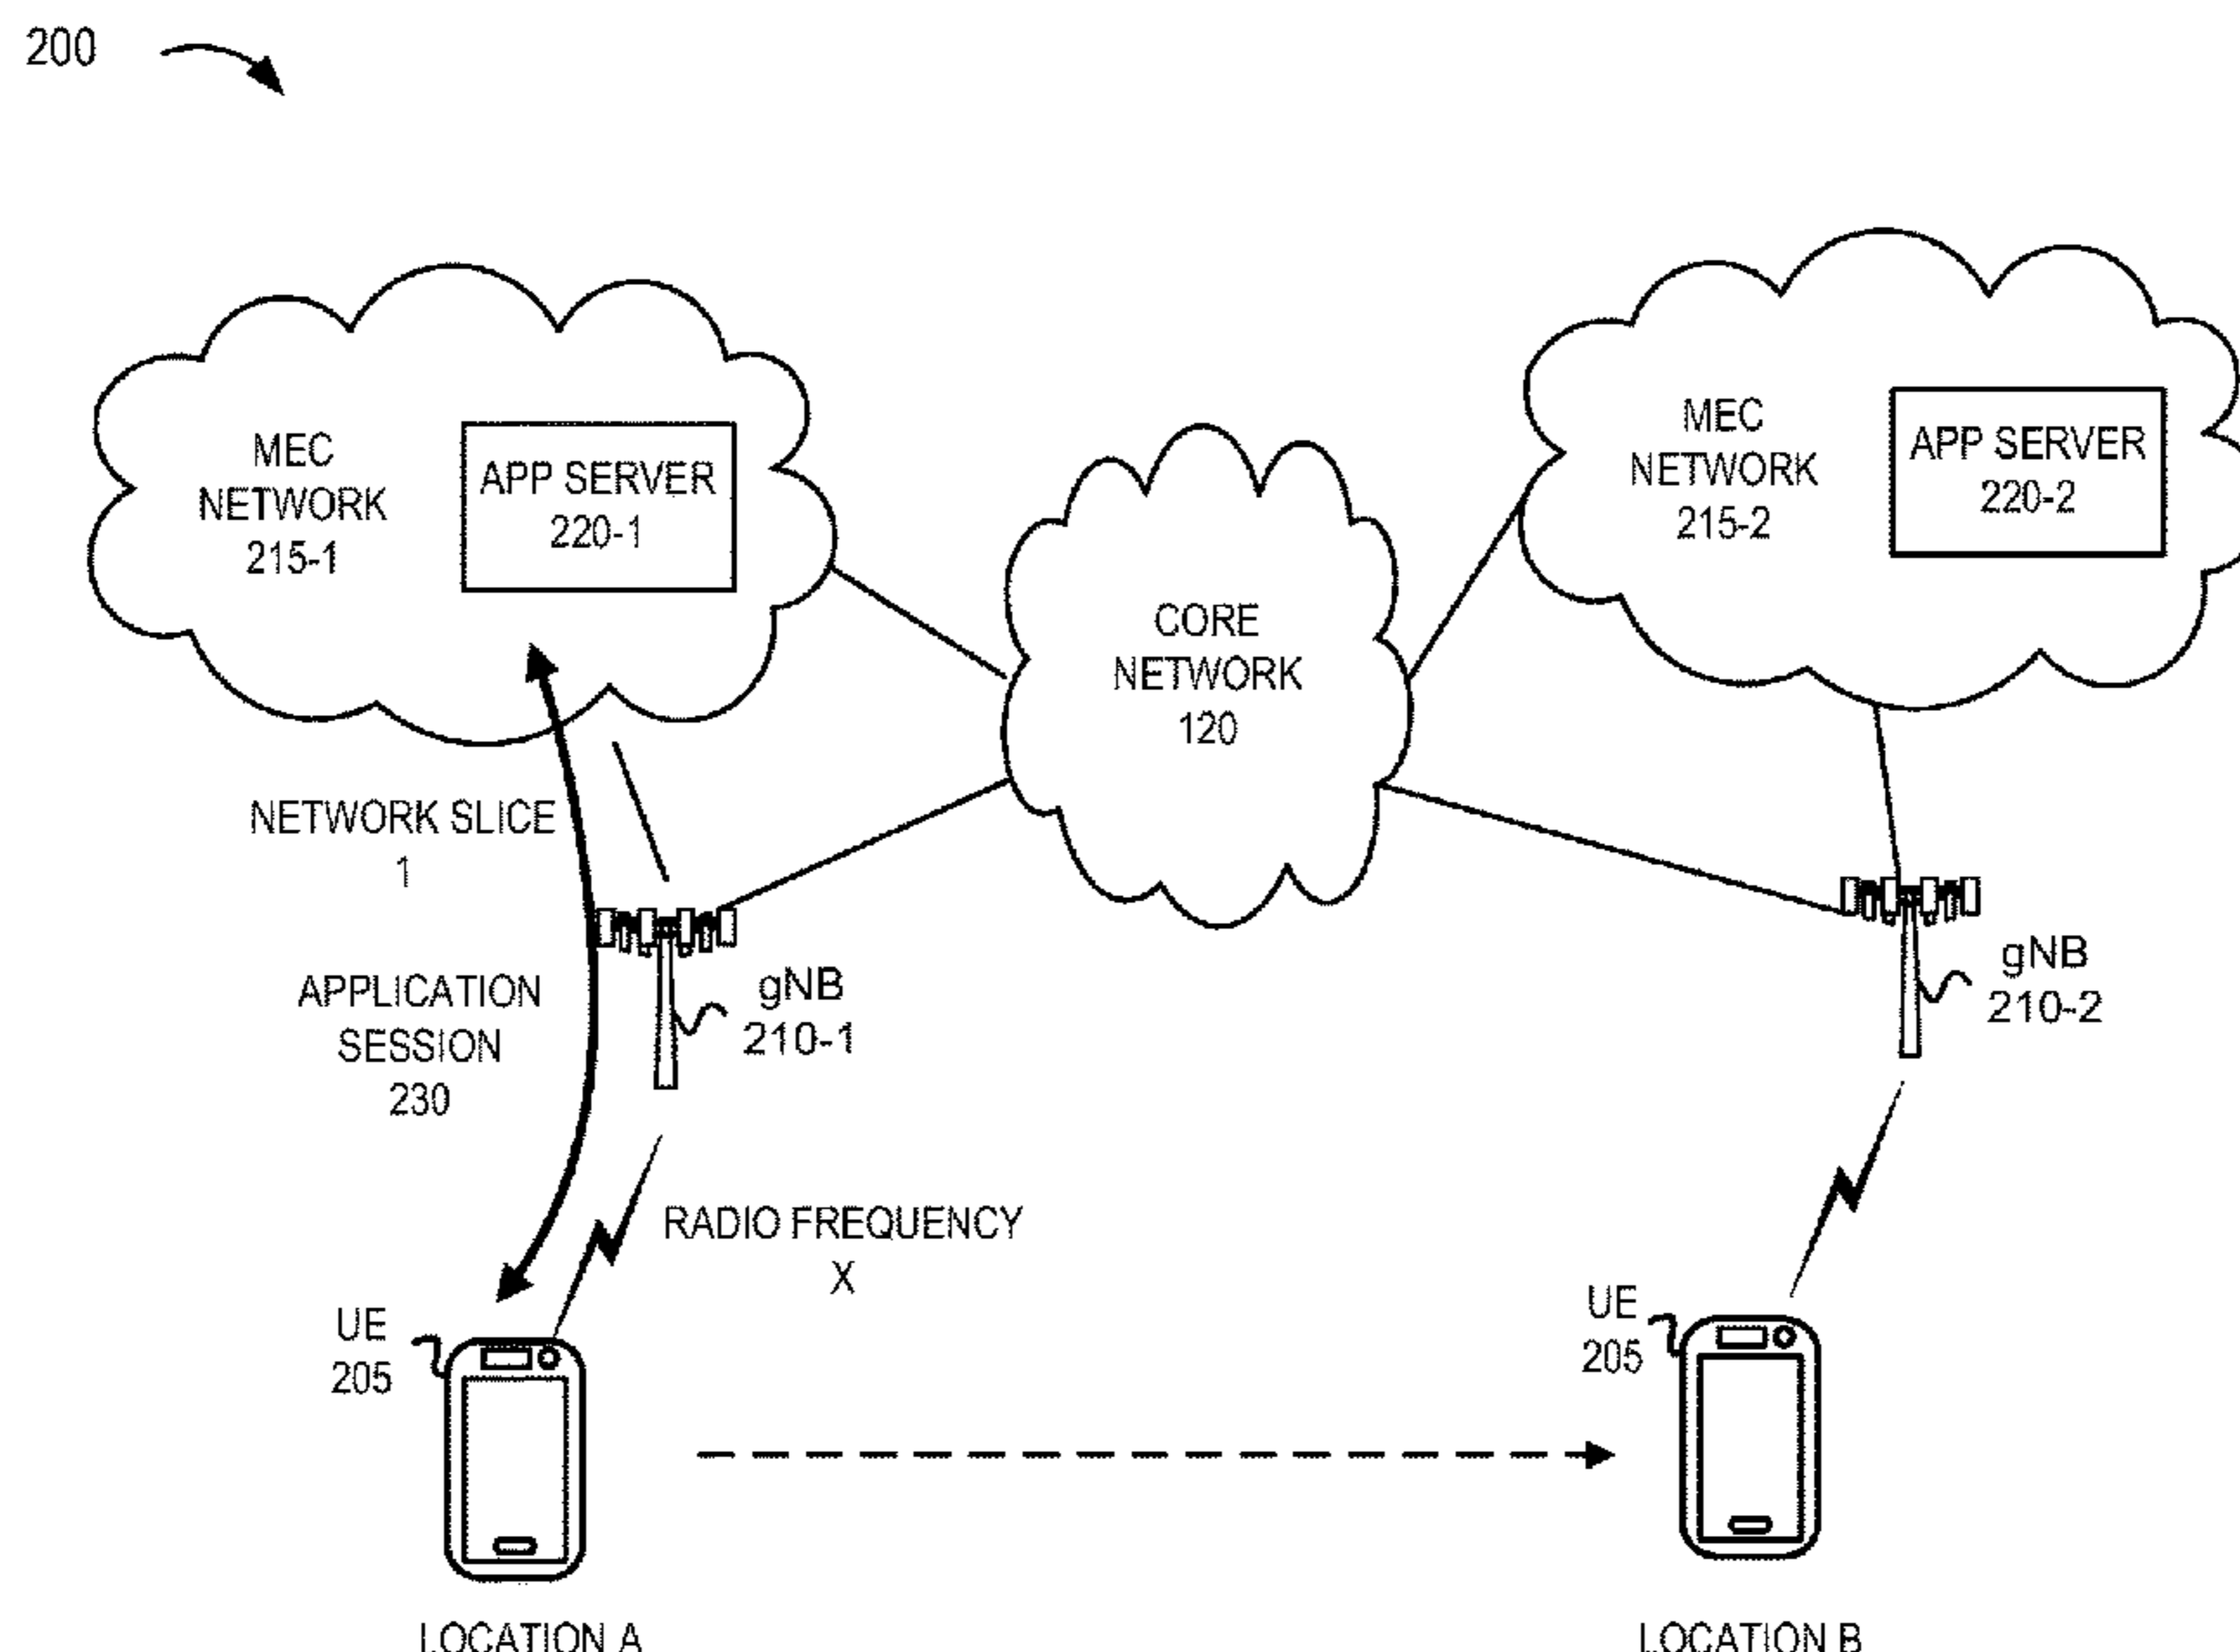 200
MEC
NETWORK
215-1
APP SERVER
220-1
CORE
NETWORK
120
MEC
NETWORK
215-2
APP SERVER
220-2
NETWORK SLICE
1
APPLICATION
SESSION
230
gNB
210-1
gNB
210-2
RADIO FREQUENCY
X
UE
205
UE
205
LOCATION A
LOCATION B